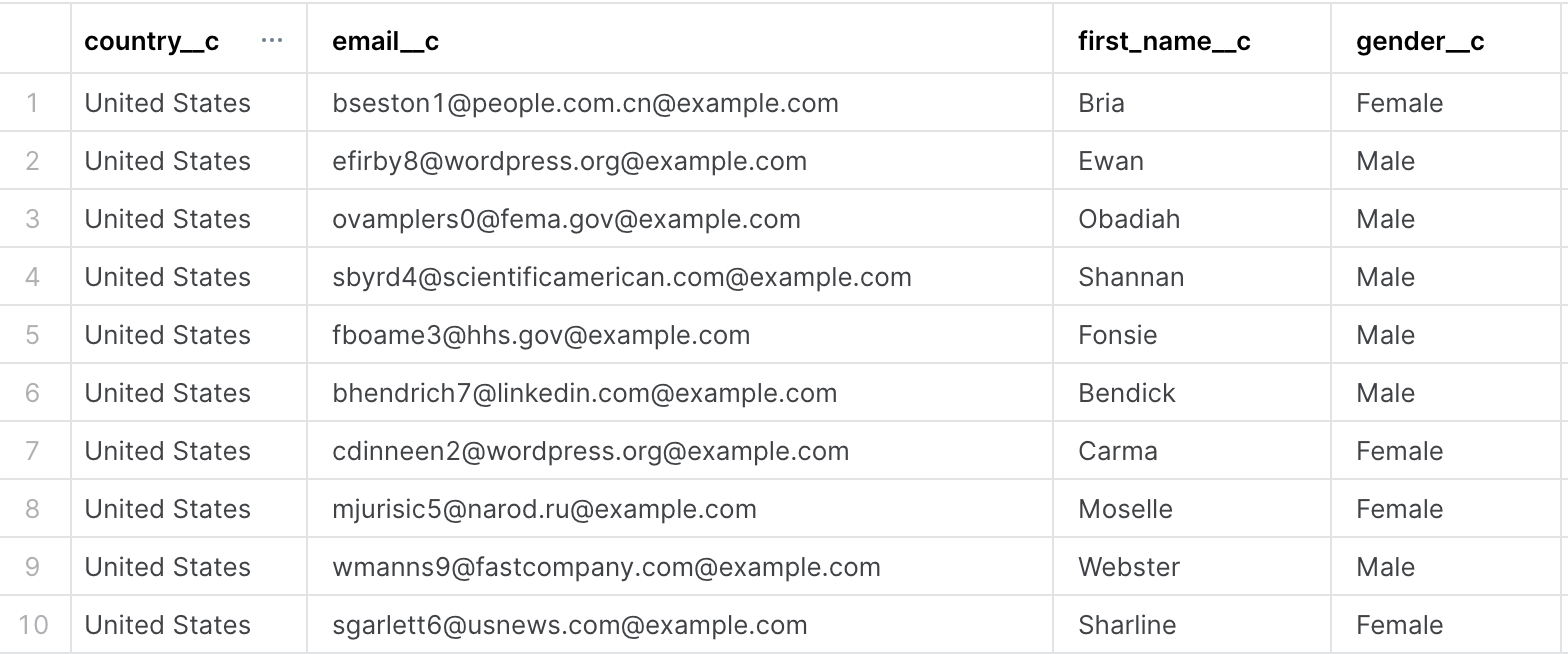 country__c ... email__c first_name__c gender__c
1 United States bseston1@people.com.cn@example.com Bria Female
2 United States efirby8@wordpress.org@example.com Ewan Male
3 United States ovamplers0@fema.gov@example.com Obadiah Male
4 United States sbyrd4@scientificamerican.com@example.com Shannan Male
5 United States fboame3@hhs.gov@example.com Fonsie Male
6 United States bhendrich7@linkedin.com@example.com Bendick Male
7 United States cdinneen2@wordpress.org@example.com Carma Female
8 United States mjurisic5@narod.ru@example.com Moselle Female
9 United States wmanns9@fastcompany.com@example.com Webster Male
10 United States sgarlett6@usnews.com@example.com Sharline Female